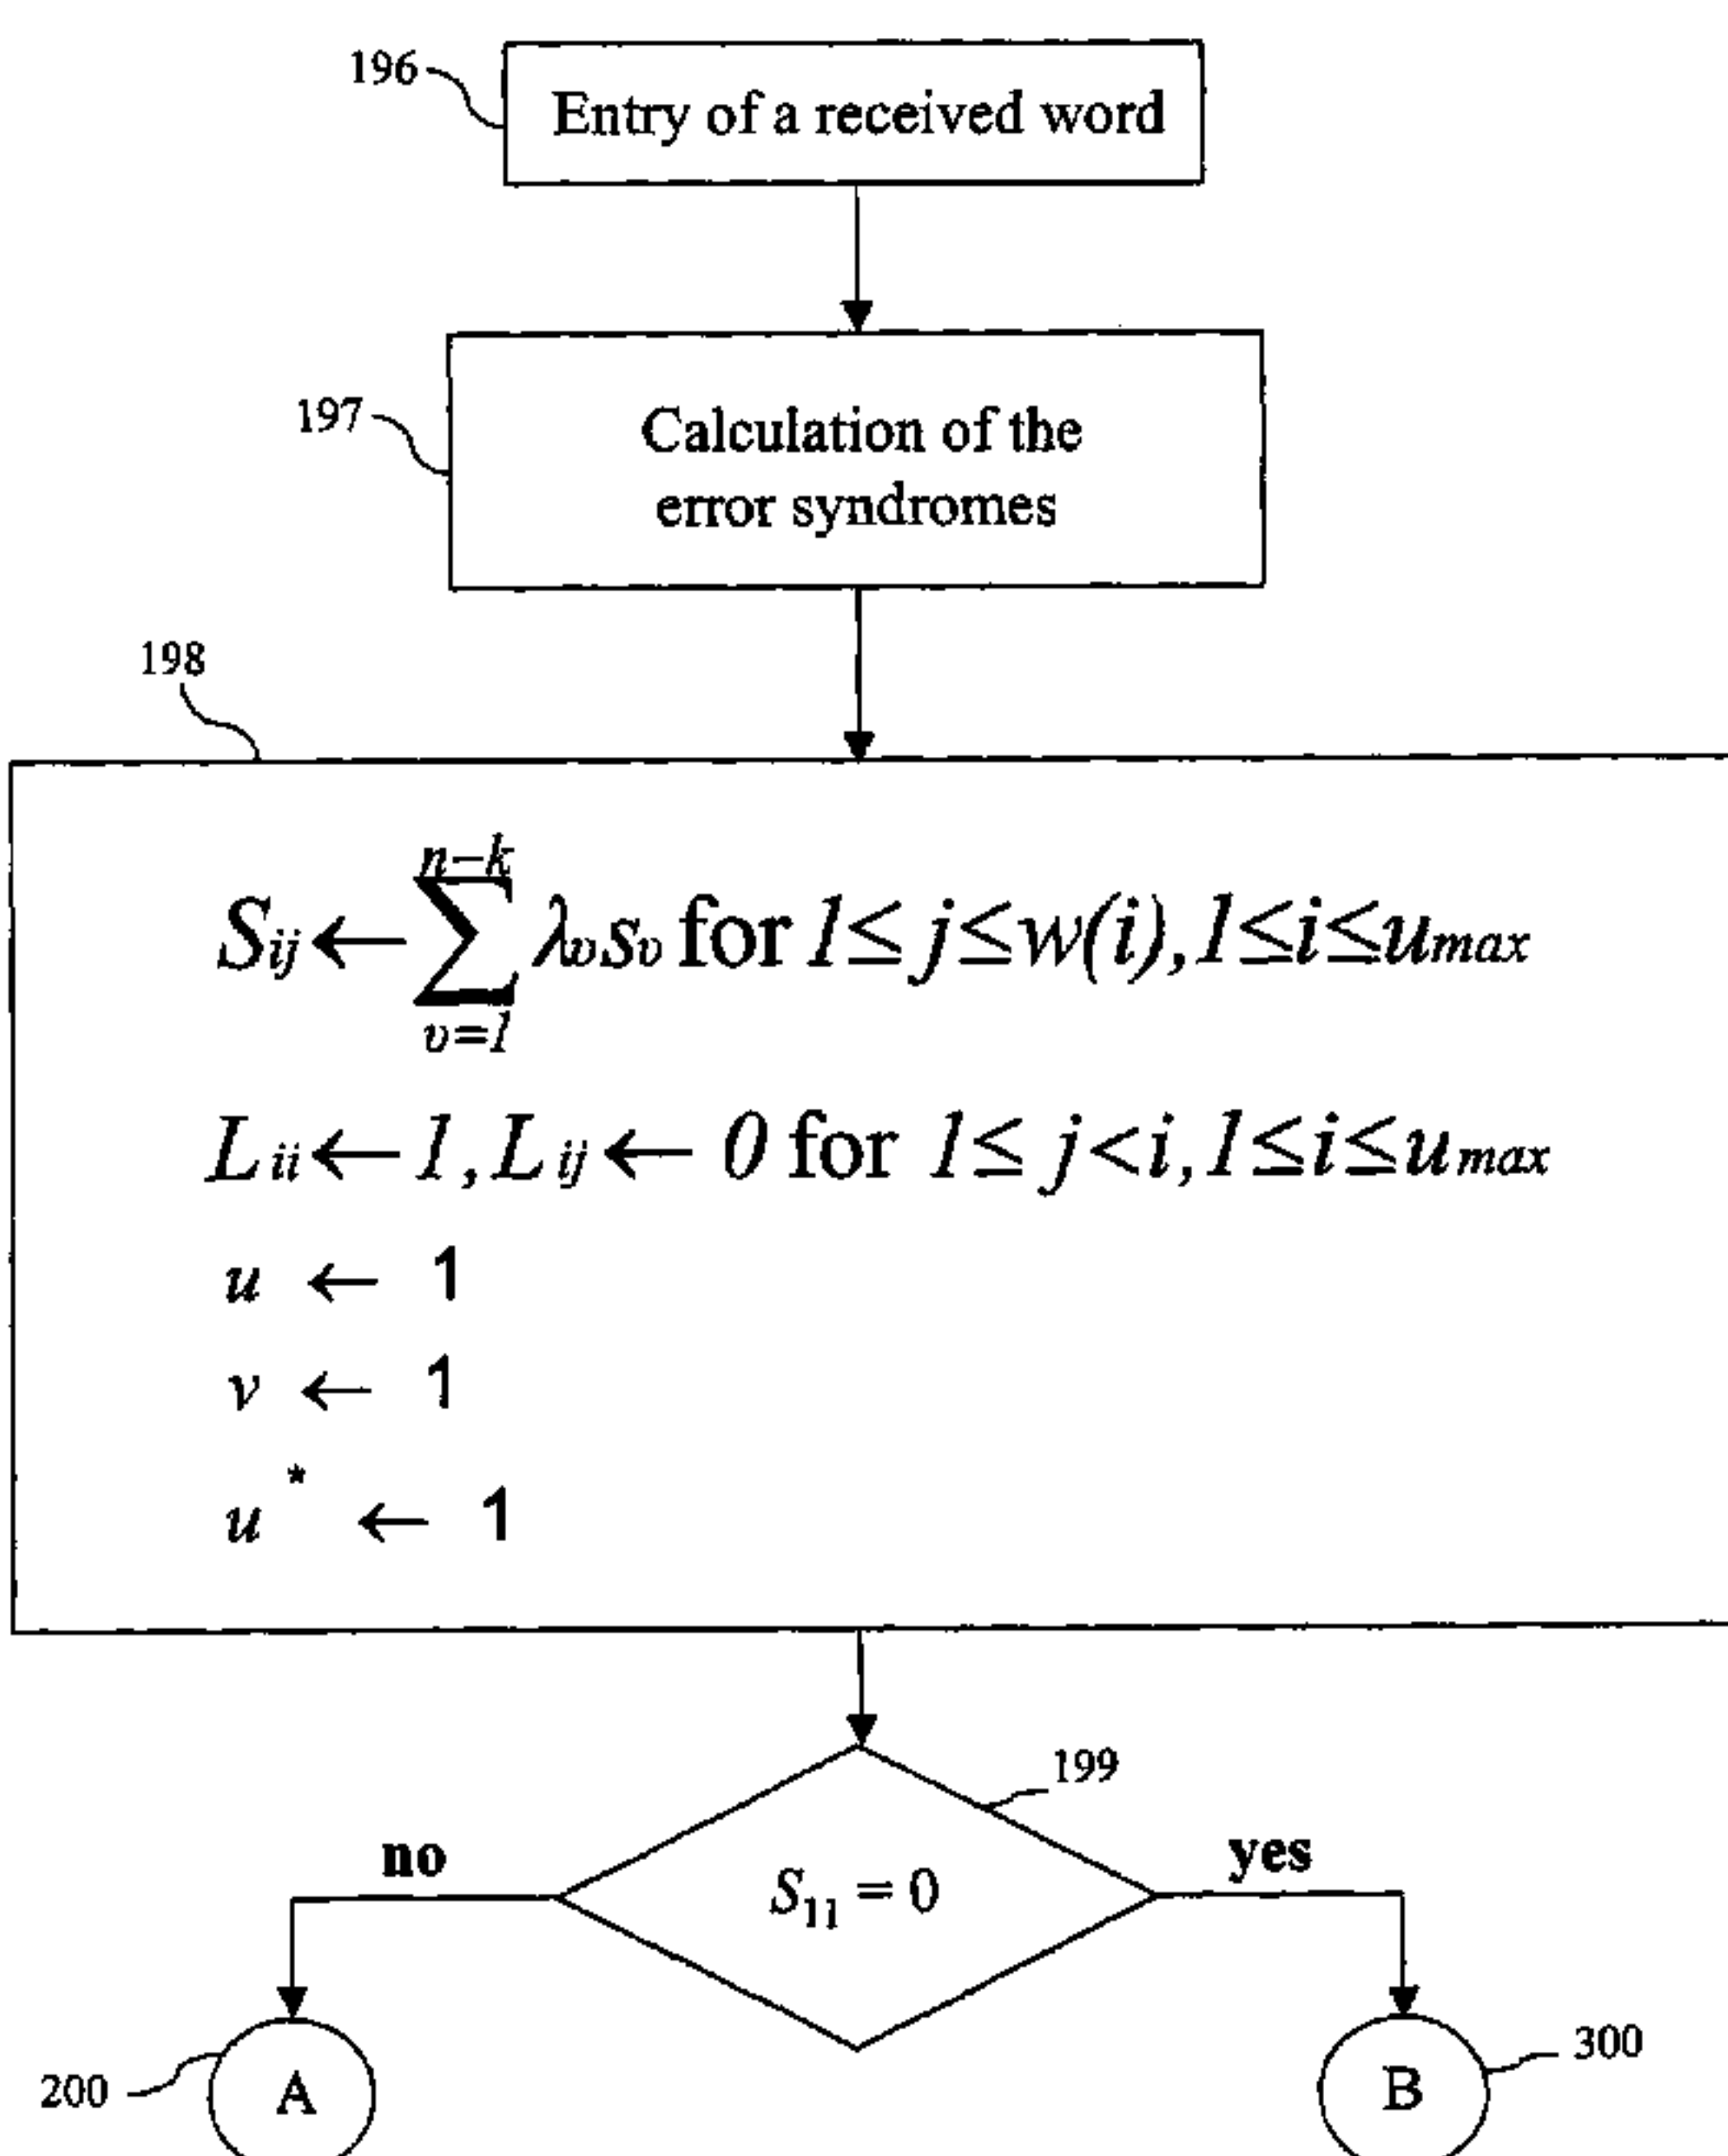 196
Entry of a received word
197
Calculation of the
error syndromes
198
n-k
S_ij ← ∑ λ_v s_v for 1 ≤ j ≤ w(i), 1 ≤ i ≤ u_max
v=1
L_ii ← 1, L_ij ← 0 for 1 ≤ j < i, 1 ≤ i ≤ u_max
u ← 1
v ← 1
u* ← 1
199
no
S_11 = 0
yes
200
A
B
300